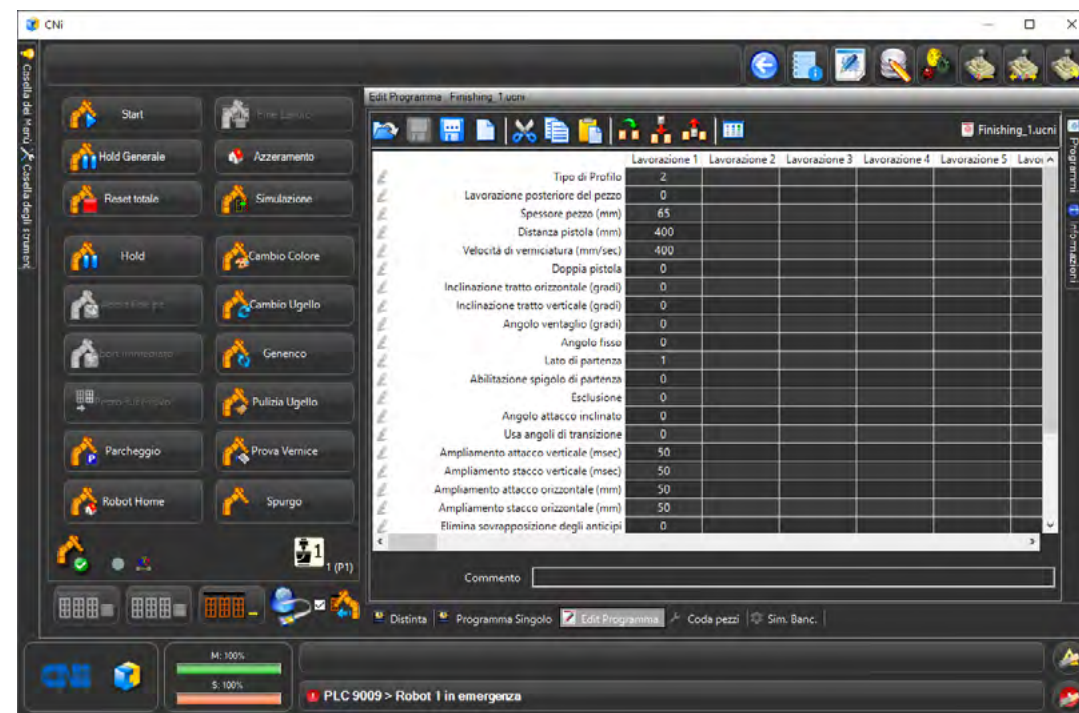 CNi
Casella dei Menù
Casella degli strument
Start
Hold Generale
Azzeramento
Reset totale
Simulazione
Hold
Cambio Colore
Cambio Ugello
Generico
Pulizia Ugello
Parcheggio
Prova Vernice
Robot Home
Spurgo
1
1 (P1)
Edit Programma : Finishing_1.ucni
Finishing_1.ucni
Lavorazione 1 Lavorazione 2 Lavorazione 3 Lavorazione 4 Lavorazione 5 Lavo
Tipo di Profilo 2
Lavorazione posteriore del pezzo 0
Spessore pezzo (mm) 65
Distanza pistola (mm) 400
Velocità di verniciatura (mm/sec) 400
Doppia pistola 0
Inclinazione tratto orizzontale (gradi) 0
Inclinazione tratto verticale (gradi) 0
Angolo ventaglio (gradi) 0
Angolo fisso 0
Lato di partenza 1
Abilitazione spigolo di partenza 0
Esclusione 0
Angolo attacco inclinato 0
Usa angoli di transizione 0
Ampliamento attacco verticale (msec) 50
Ampliamento stacco verticale (msec) 50
Ampliamento attacco orizzontale (mm) 50
Ampliamento stacco orizzontale (mm) 50
Elimina sovrapposizione degli anticipi 0
Commento
Distinta Programma Singolo Edit Programma Coda pezzi Sim. Banc.
Programmi
Informazioni
CNi
M: 100%
S: 100%
PLC 9009 > Robot 1 in emergenza